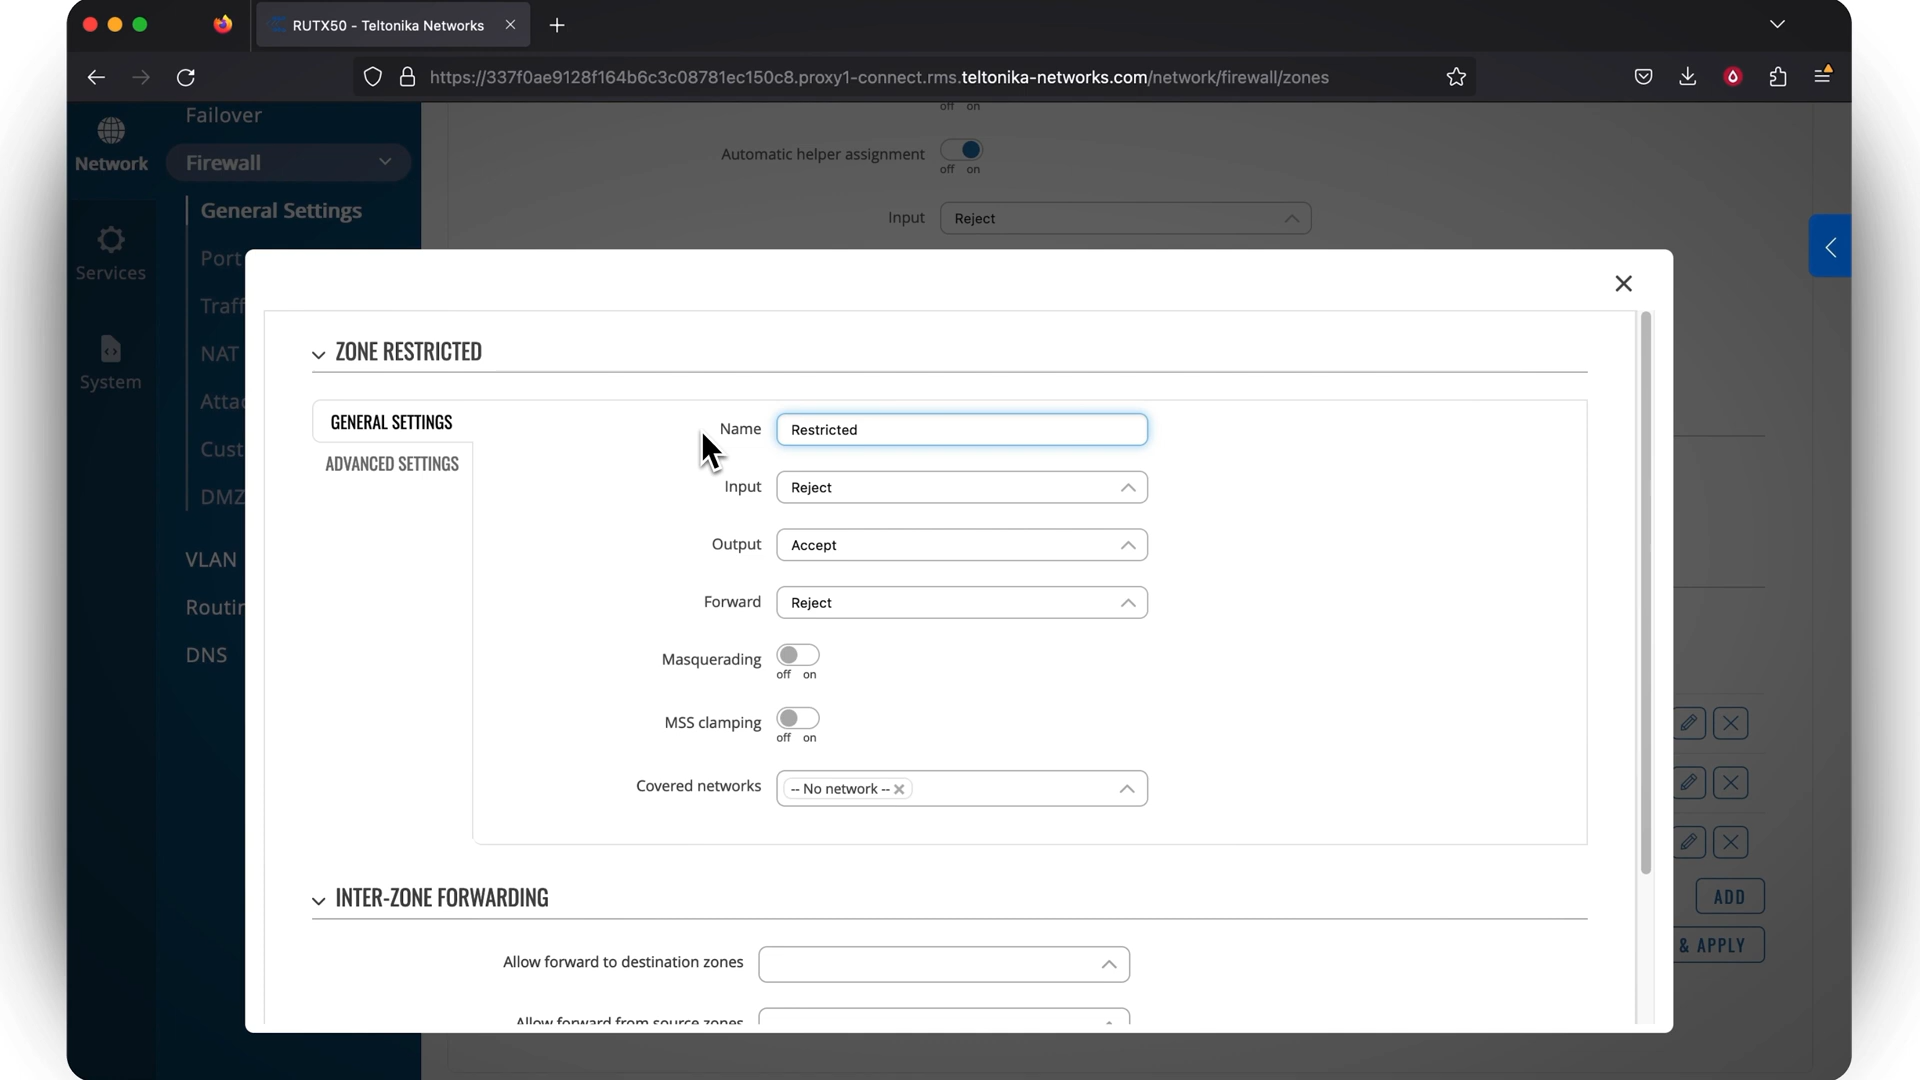 RUTX50 - Teltonika Networks
https://337f0ae9128f164b6c3c08781ec150c8.proxy1-connect.rms.teltonika-networks.com/network/firewall/zones
Failover
off on
Network
Firewall
Automatic helper assignment
off on
General Settings
Input
Reject
Services
Port
Traff
NAT
System
Attac
Cust
DMZ
VLAN
Routin
DNS
ZONE RESTRICTED
GENERAL SETTINGS
ADVANCED SETTINGS
Name
Restricted
Input
Reject
Output
Accept
Forward
Reject
Masquerading
off on
MSS clamping
off on
Covered networks
-- No network --
INTER-ZONE FORWARDING
Allow forward to destination zones
Allow forward from source zones
ADD
& APPLY